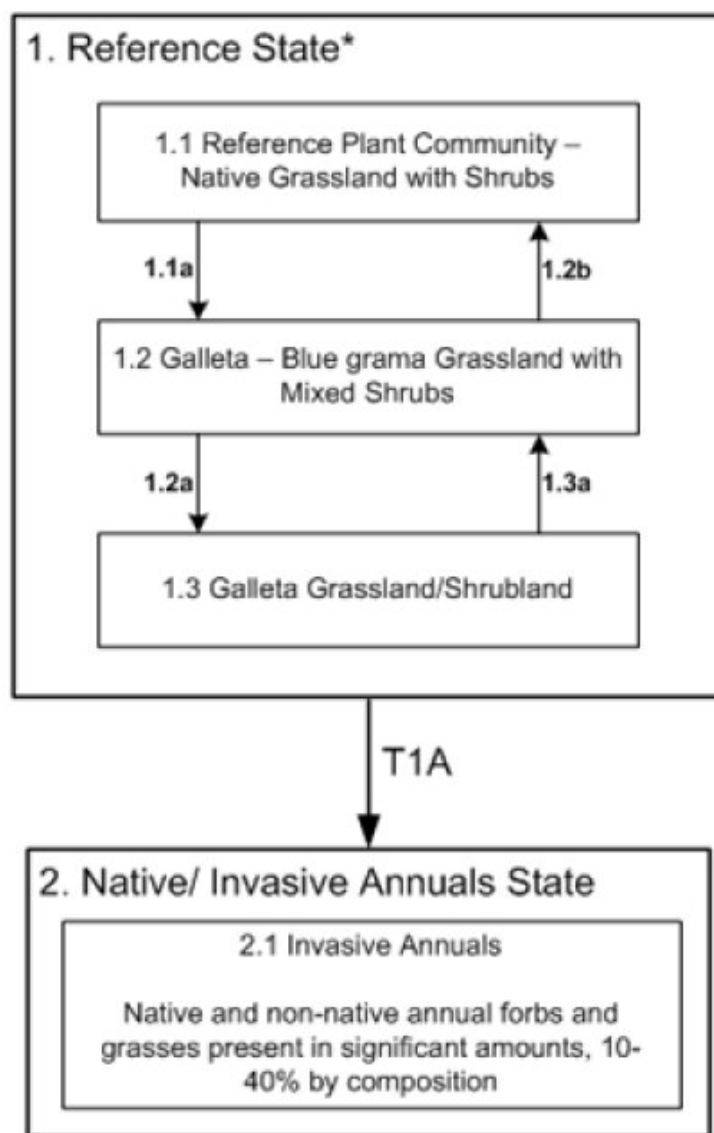 1. Reference State*
1.1 Reference Plant Community –
Native Grassland with Shrubs
1.1a
1.2b
1.2 Galleta – Blue grama Grassland with
Mixed Shrubs
1.2a
1.3a
1.3 Galleta Grassland/Shrubland
T1A
2. Native/ Invasive Annuals State
2.1 Invasive Annuals
Native and non-native annual forbs and
grasses present in significant amounts, 10-
40% by composition